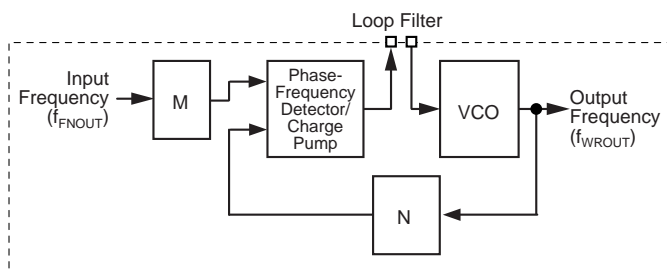 Loop Filter
Input
Frequency
(fFNOUT)
M
Phase-
Frequency
Detector/
Charge
Pump
VCO
Output
Frequency
(fWROUT)
N